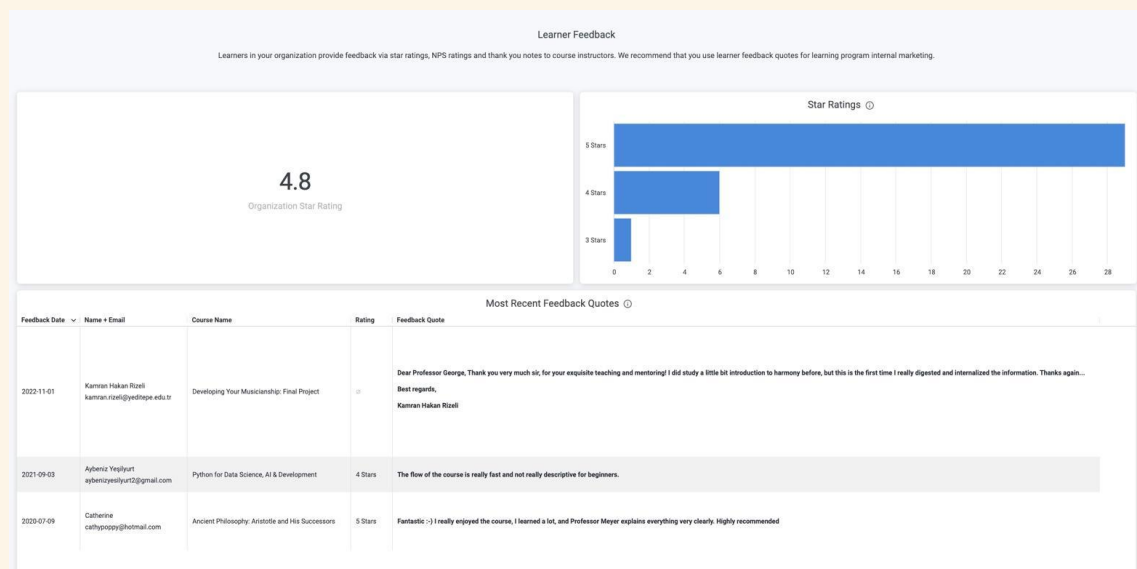 Learner Feedback
Learners in your organization provide feedback via star ratings, NPS ratings and thank you notes to course instructors. We recommend that you use learner feedback quotes for learning program internal marketing.
4.8
Organization Star Rating
Star Ratings
5 Stars
4 Stars
3 Stars
0 2 4 6 8 10 12 14 16 18 20 22 24 26 28
Most Recent Feedback Quotes
Feedback Date Name + Email Course Name Rating Feedback Quote
Dear Professor George, Thank you very much sir, for your exquisite teaching and mentoring! I did study a little bit introduction to harmony before, but this is the first time I really digested and internalized the information. Thanks again...
Best regards,
Kamran Hakan Rizeli
2022-11-01 Kamran Hakan Rizeli Developing Your Musicianship: Final Project ∅
kamran.rizeli@yeditepe.edu.tr
2021-09-03 Aybeniz Yeşilyurt Python for Data Science, AI & Development 4 Stars The flow of the course is really fast and not really descriptive for beginners.
aybenizyesilyurt2@gmail.com
2020-07-09 Catherine Ancient Philosophy: Aristotle and His Successors 5 Stars Fantastic :-) I really enjoyed the course, I learned a lot, and Professor Meyer explains everything very clearly. Highly recommended
cathypoppy@hotmail.com